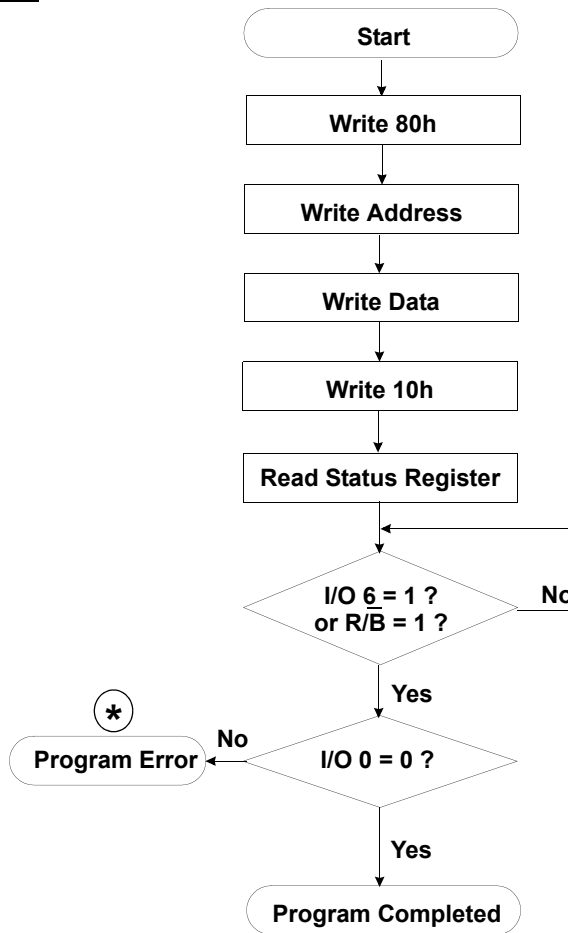 Start
Write 80h
Write Address
Write Data
Write 10h
Read Status Register
I/O 6 = 1 ?
or R/B̅ = 1 ?
No
Yes
*
No
Program Error
I/O 0 = 0 ?
Yes
Program Completed